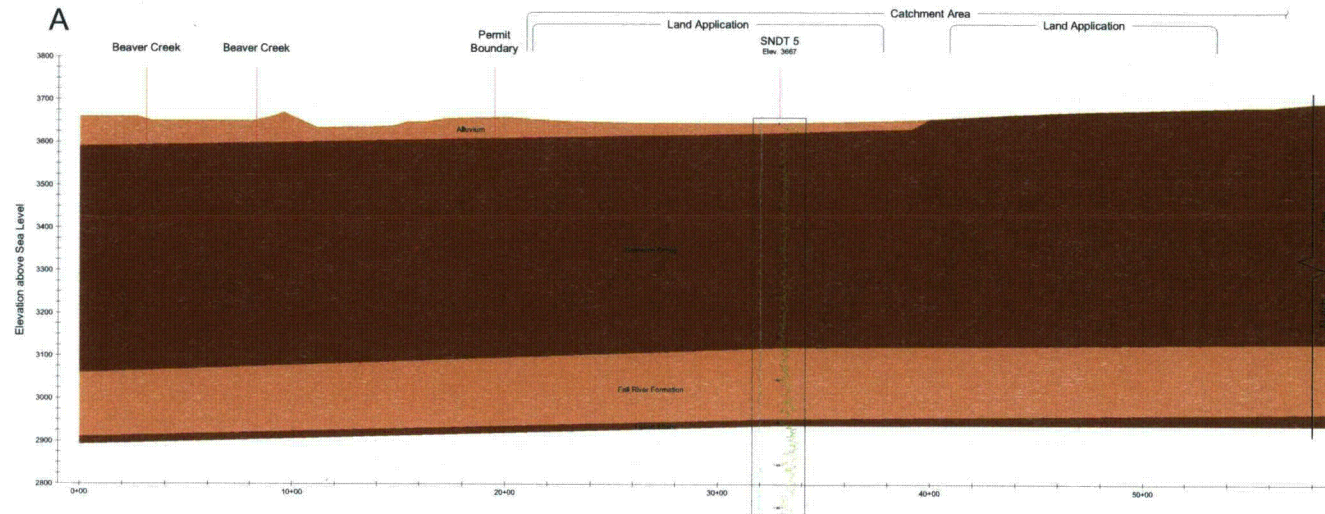 A
Catchment Area
Land Application
Land Application
Beaver Creek
Beaver Creek
Permit
Boundary
SNDT 5
Elev. 3667
3800
3700
3600
3500
3400
3300
3200
3100
3000
2900
2800
Elevation above Sea Level
Alluvium
Fall River Formation
0+00
10+00
20+00
30+00
40+00
50+00